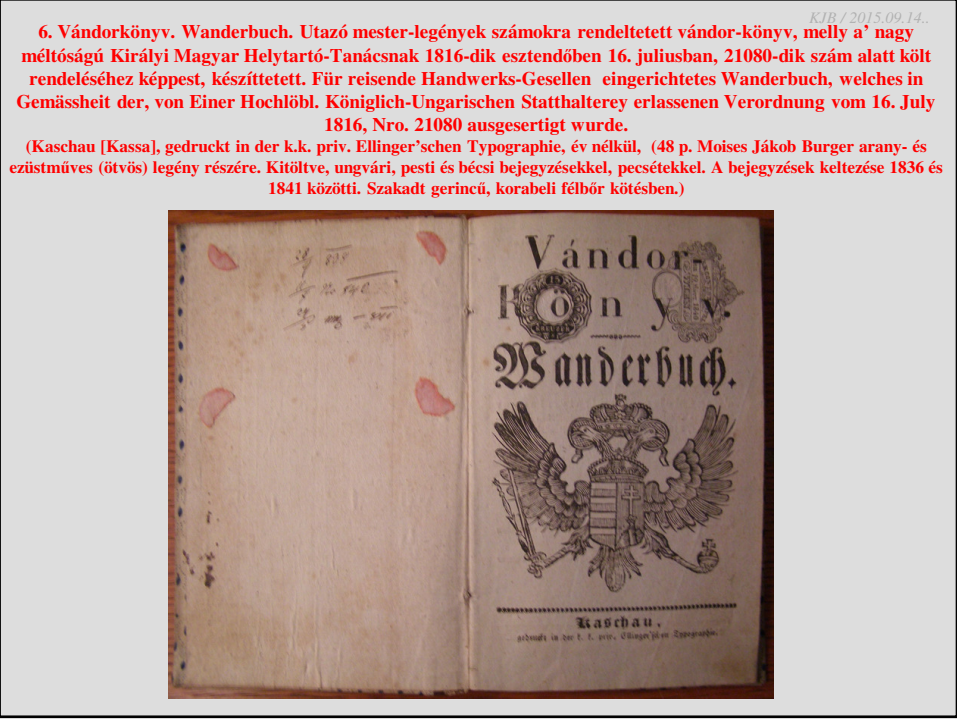 KJB / 2015.09.14..
6. Vándorkönyv. Wanderbuch. Utazó mester-legények számokra rendeltetett vándor-könyv, melly a’ nagy
méltóságú Királyi Magyar Helytartó-Tanácsnak 1816-dik esztendőben 16. juliusban, 21080-dik szám alatt költ
rendeléséhez képpest, készíttetett. Für reisende Handwerks-Gesellen eingerichtetes Wanderbuch, welches in
Gemässheit der, von Einer Hochlöbl. Königlich-Ungarischen Statthalterey erlassenen Verordnung vom 16. July
1816, Nro. 21080 ausgesertigt wurde.
(Kaschau [Kassa], gedruckt in der k.k. priv. Ellinger’schen Typographie, év nélkül, (48 p. Moises Jákob Burger arany- és
ezüstműves (ötvös) legény részére. Kitöltve, ungvári, pesti és bécsi bejegyzésekkel, pecsétekkel. A bejegyzések keltezése 1836 és
1841 közötti. Szakadt gerincű, korabeli félbőr kötésben.)
Vándor-
Könyv.
Wanderbuch.
Kaschau,
gedruckt in der k. k. priv. Ellinger'schen Typographie.